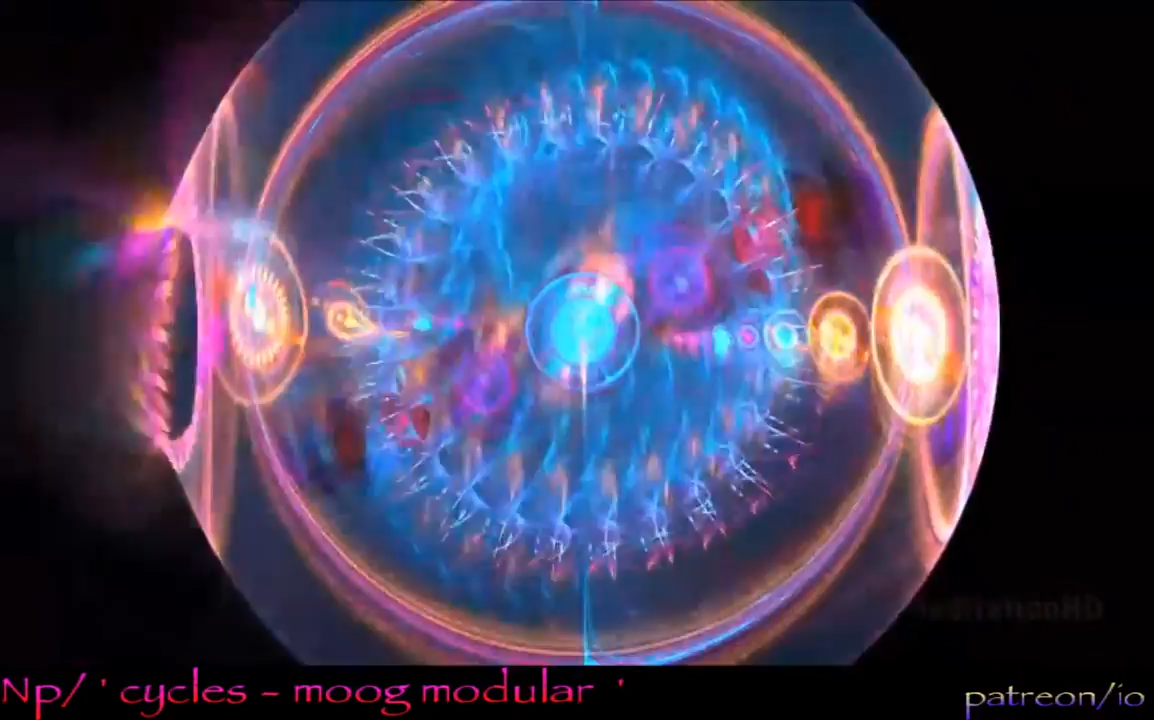 Np/ ' cycles - moog modular '
patreon/io